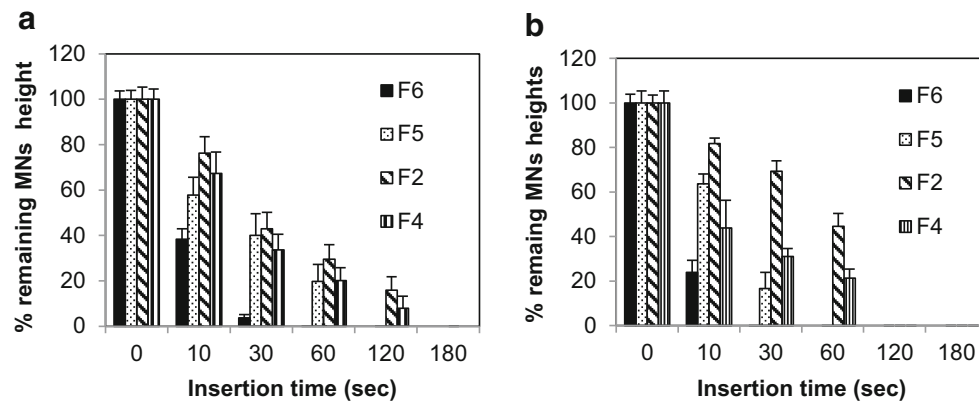 a
% remaining MNs height
120
100
80
60
40
20
0
F6
F5
F2
F4
0 10 30 60 120 180
Insertion time (sec)
b
% remaing MNs heights
120
100
80
60
40
20
0
F6
F5
F2
F4
0 10 30 60 120 180
Insertion time (sec)